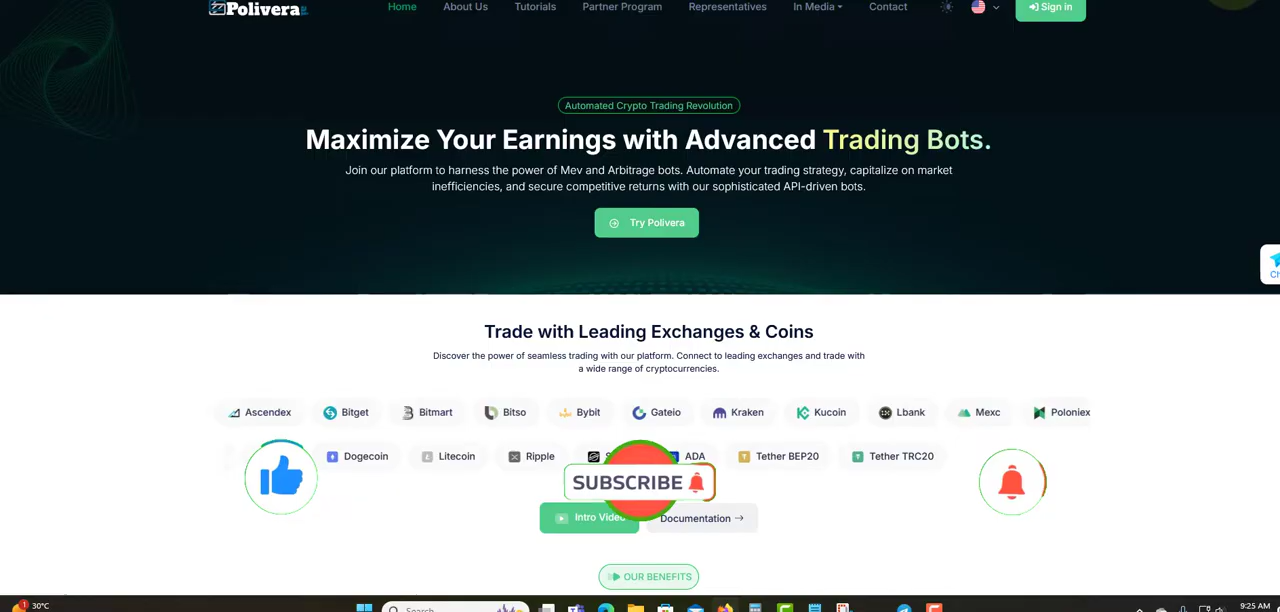 Polivera
Home About Us Tutorials Partner Program Representatives In Media Contact Sign in
Automated Crypto Trading Revolution
Maximize Your Earnings with Advanced Trading Bots.
Join our platform to harness the power of Mev and Arbitrage bots. Automate your trading strategy, capitalize on market
inefficiencies, and secure competitive returns with our sophisticated API-driven bots.
Try Polivera
Trade with Leading Exchanges & Coins
Discover the power of seamless trading with our platform. Connect to leading exchanges and trade with
a wide range of cryptocurrencies.
Ascendex Bitget Bitmart Bitso Bybit Gateio Kraken Kucoin Lbank Mexc Poloniex
Dogecoin Litecoin Ripple ADA Tether BEP20 Tether TRC20
SUBSCRIBE
Intro Video Documentation
OUR BENEFITS
1 30°C Search 9:25 AM